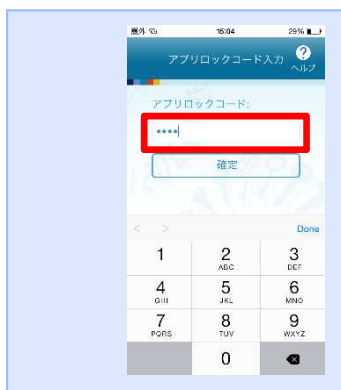 圏外 15:04 29%
アプリロックコード入力 ?
ヘルプ
アプリロックコード:
••••
確定
< > Done
1 2 3
ABC DEF
4 5 6
GHI JKL MNO
7 8 9
PQRS TUV WXYZ
0